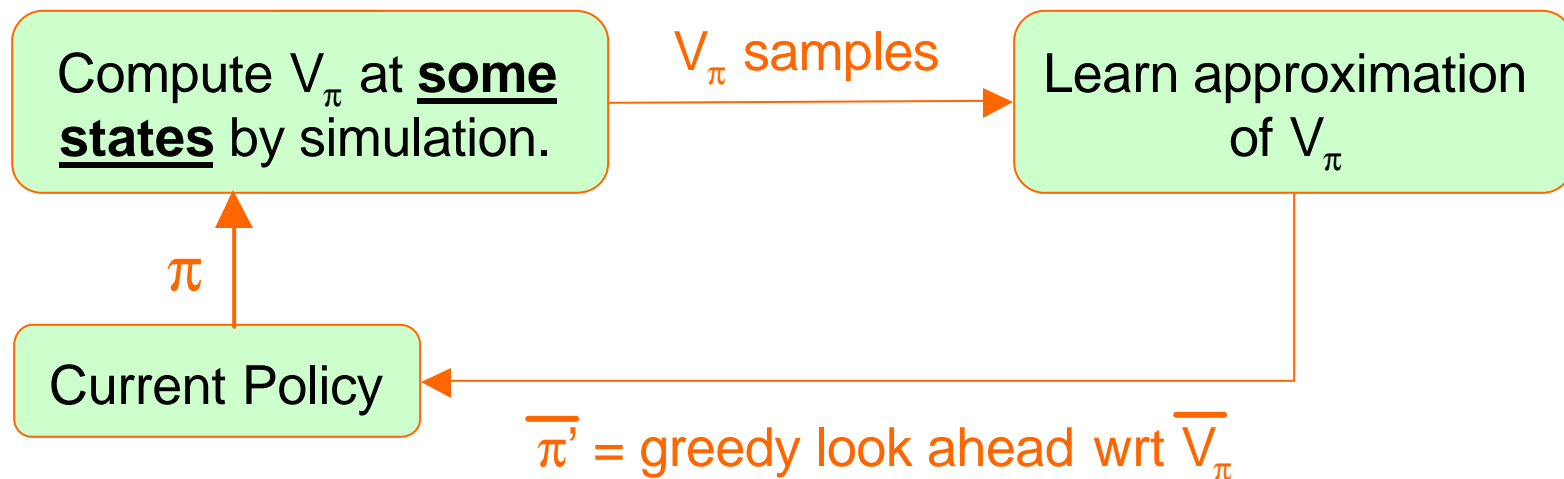 Compute Vπ at some
states by simulation.
Vπ samples
Learn approximation
of Vπ
π
Current Policy
π̅’ = greedy look ahead wrt V̅π